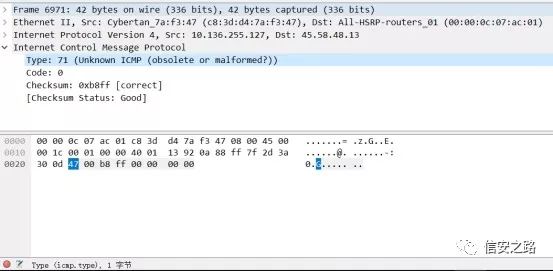 Frame 6971: 42 bytes on wire (336 bits), 42 bytes captured (336 bits)
Ethernet II, Src: Cybertan_7a:f3:47 (c8:3d:d4:7a:f3:47), Dst: All-HSRP-routers_01 (00:00:0c:07:ac:01)
Internet Protocol Version 4, Src: 10.136.255.127, Dst: 45.58.48.13
Internet Control Message Protocol
Type: 71 (Unknown ICMP (obsolete or malformed?))
Code: 0
Checksum: 0xb8ff [correct]
[Checksum Status: Good]
0000 00 00 0c 07 ac 01 c8 3d d4 7a f3 47 08 00 45 00 .......= .z.G..E.
0010 00 1c 00 01 00 00 40 01 13 92 0a 88 ff 7f 2d 3a ......@. ......-:
0020 30 0d 47 00 b8 ff 00 00 00 00 0.G..... ..
Type (icmp.type), 1 字节
信安之路